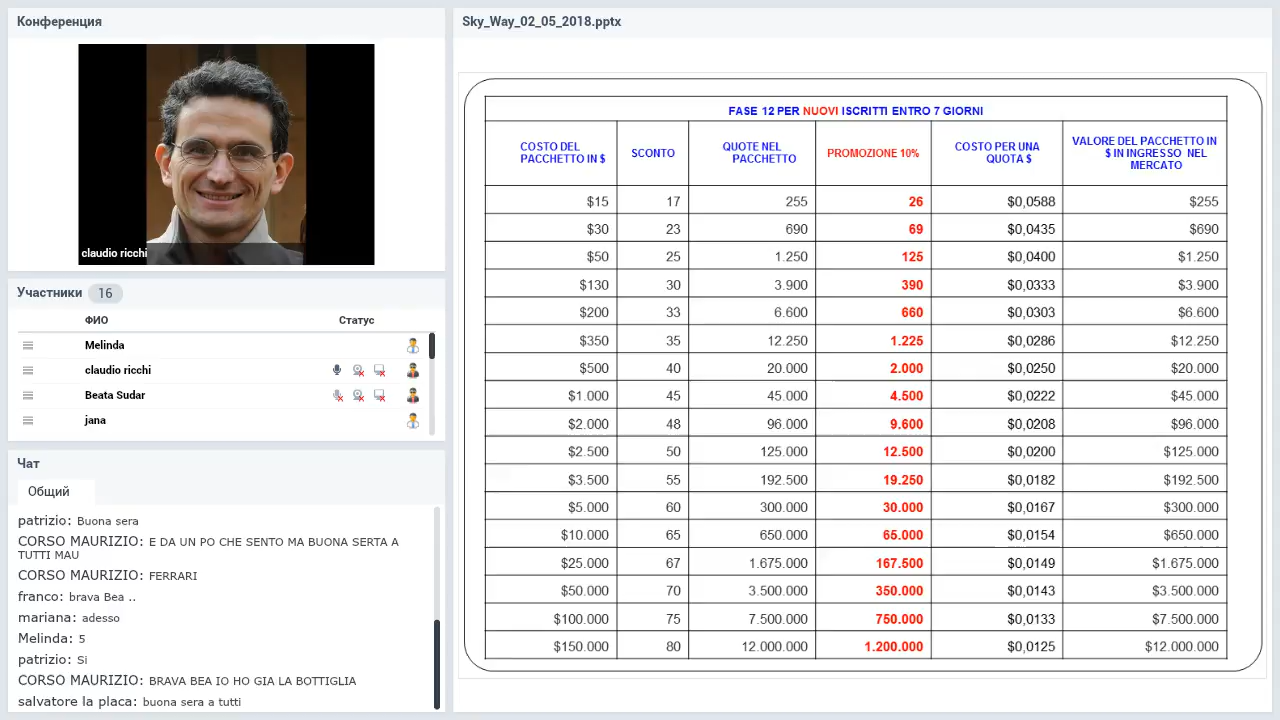 Конференция
claudio ricchi
Участники 16
ФИО Статус
Melinda
claudio ricchi
Beata Sudar
jana
Чат
Общий
patrizio: Buona sera
CORSO MAURIZIO: E DA UN PO CHE SENTO MA BUONA SERTA A
TUTTI MAU
CORSO MAURIZIO: FERRARI
franco: brava Bea ..
mariana: adesso
Melinda: 5
patrizio: Si
CORSO MAURIZIO: BRAVA BEA IO HO GIA LA BOTTIGLIA
salvatore la placa: buona sera a tutti
Sky_Way_02_05_2018.pptx
FASE 12 PER NUOVI ISCRITTI ENTRO 7 GIORNI
COSTO DEL
PACCHETTO IN $
SCONTO
QUOTE NEL
PACCHETTO
PROMOZIONE 10%
COSTO PER UNA
QUOTA $
VALORE DEL PACCHETTO IN
$ IN INGRESSO NEL
MERCATO
$15 17 255 26 $0,0588 $255
$30 23 690 69 $0,0435 $690
$50 25 1.250 125 $0,0400 $1.250
$130 30 3.900 390 $0,0333 $3.900
$200 33 6.600 660 $0,0303 $6.600
$350 35 12.250 1.225 $0,0286 $12.250
$500 40 20.000 2.000 $0,0250 $20.000
$1.000 45 45.000 4.500 $0,0222 $45.000
$2.000 48 96.000 9.600 $0,0208 $96.000
$2.500 50 125.000 12.500 $0,0200 $125.000
$3.500 55 192.500 19.250 $0,0182 $192.500
$5.000 60 300.000 30.000 $0,0167 $300.000
$10.000 65 650.000 65.000 $0,0154 $650.000
$25.000 67 1.675.000 167.500 $0,0149 $1.675.000
$50.000 70 3.500.000 350.000 $0,0143 $3.500.000
$100.000 75 7.500.000 750.000 $0,0133 $7.500.000
$150.000 80 12.000.000 1.200.000 $0,0125 $12.000.000